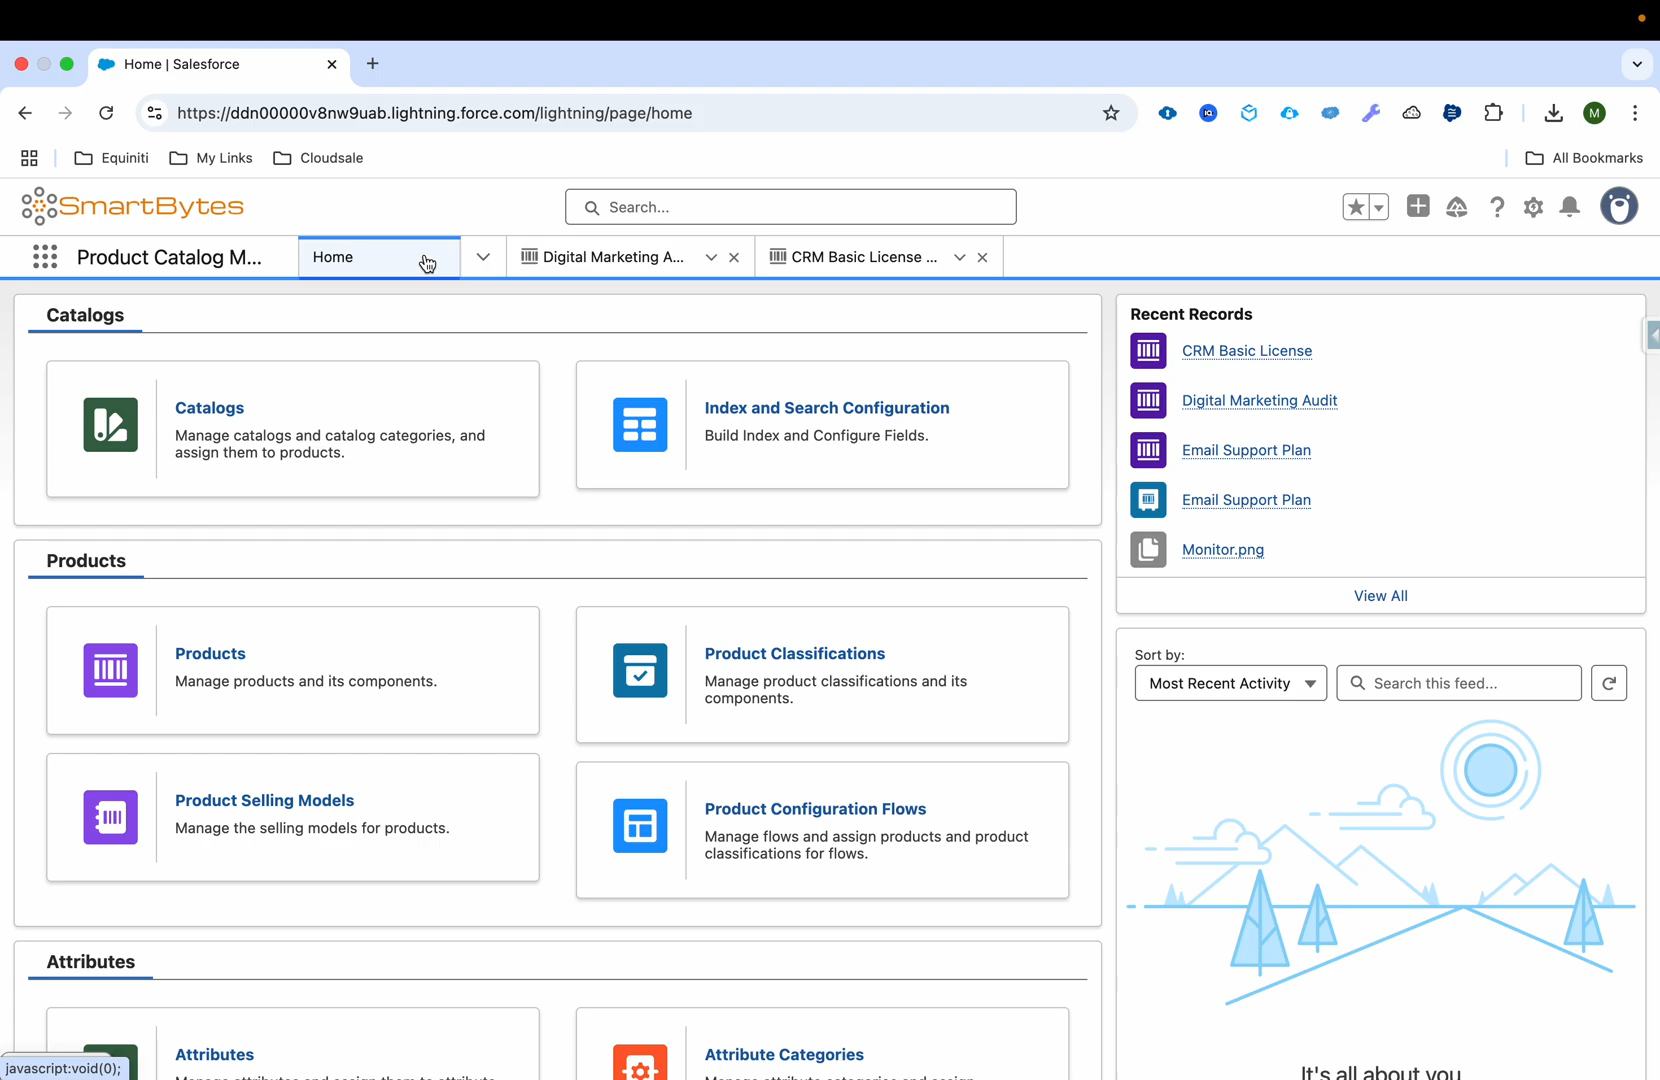 Home | Salesforce
https://ddn00000v8nw9uab.lightning.force.com/lightning/page/home
M
Equiniti
My Links
Cloudsale
All Bookmarks
SmartBytes
Search...
Product Catalog M...
Home
Digital Marketing A...
CRM Basic License ...
Catalogs
Catalogs
Manage catalogs and catalog categories, and
assign them to products.
Index and Search Configuration
Build Index and Configure Fields.
Products
Products
Manage products and its components.
Product Classifications
Manage product classifications and its
components.
Product Selling Models
Manage the selling models for products.
Product Configuration Flows
Manage flows and assign products and product
classifications for flows.
Attributes
Attributes
Attribute Categories
javascript:void(0);
Recent Records
CRM Basic License
Digital Marketing Audit
Email Support Plan
Email Support Plan
Monitor.png
View All
Sort by:
Most Recent Activity
Search this feed...
It's all about you